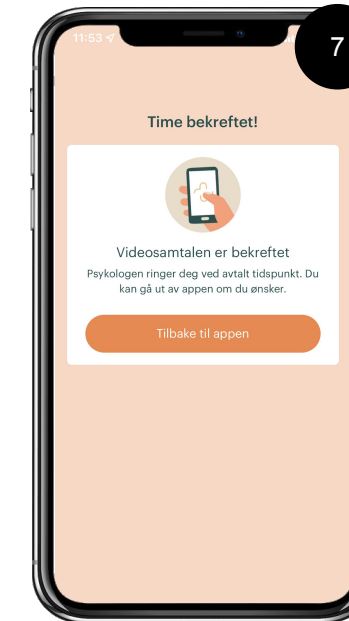 7
11:53
Time bekreftet!
Videosamtalen er bekreftet
Psykologen ringer deg ved avtalt tidspunkt. Du
kan gå ut av appen om du ønsker.
Tilbake til appen